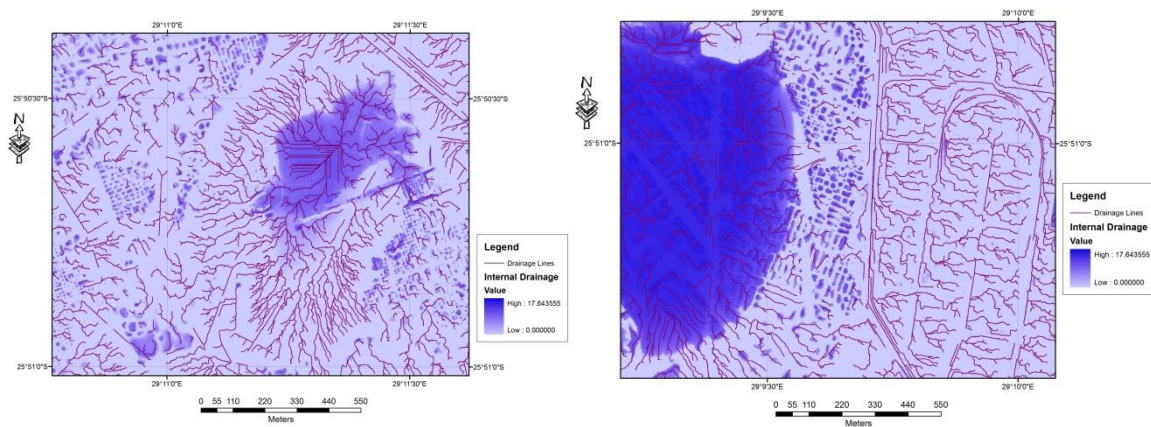 29°11'0"E
29°11'30"E
25°50'30"S
25°50'30"S
N
25°51'0"S
25°51'0"S
29°11'0"E
29°11'30"E
Legend
Drainage Lines
Internal Drainage
Value
High : 17.643555
Low : 0.000000
0 55 110 220 330 440 550
Meters
29°9'30"E
29°10'0"E
N
25°51'0"S
25°51'0"S
29°9'30"E
29°10'0"E
Legend
Drainage Lines
Internal Drainage
Value
High : 17.643555
Low : 0.000000
0 55 110 220 330 440 550
Meters